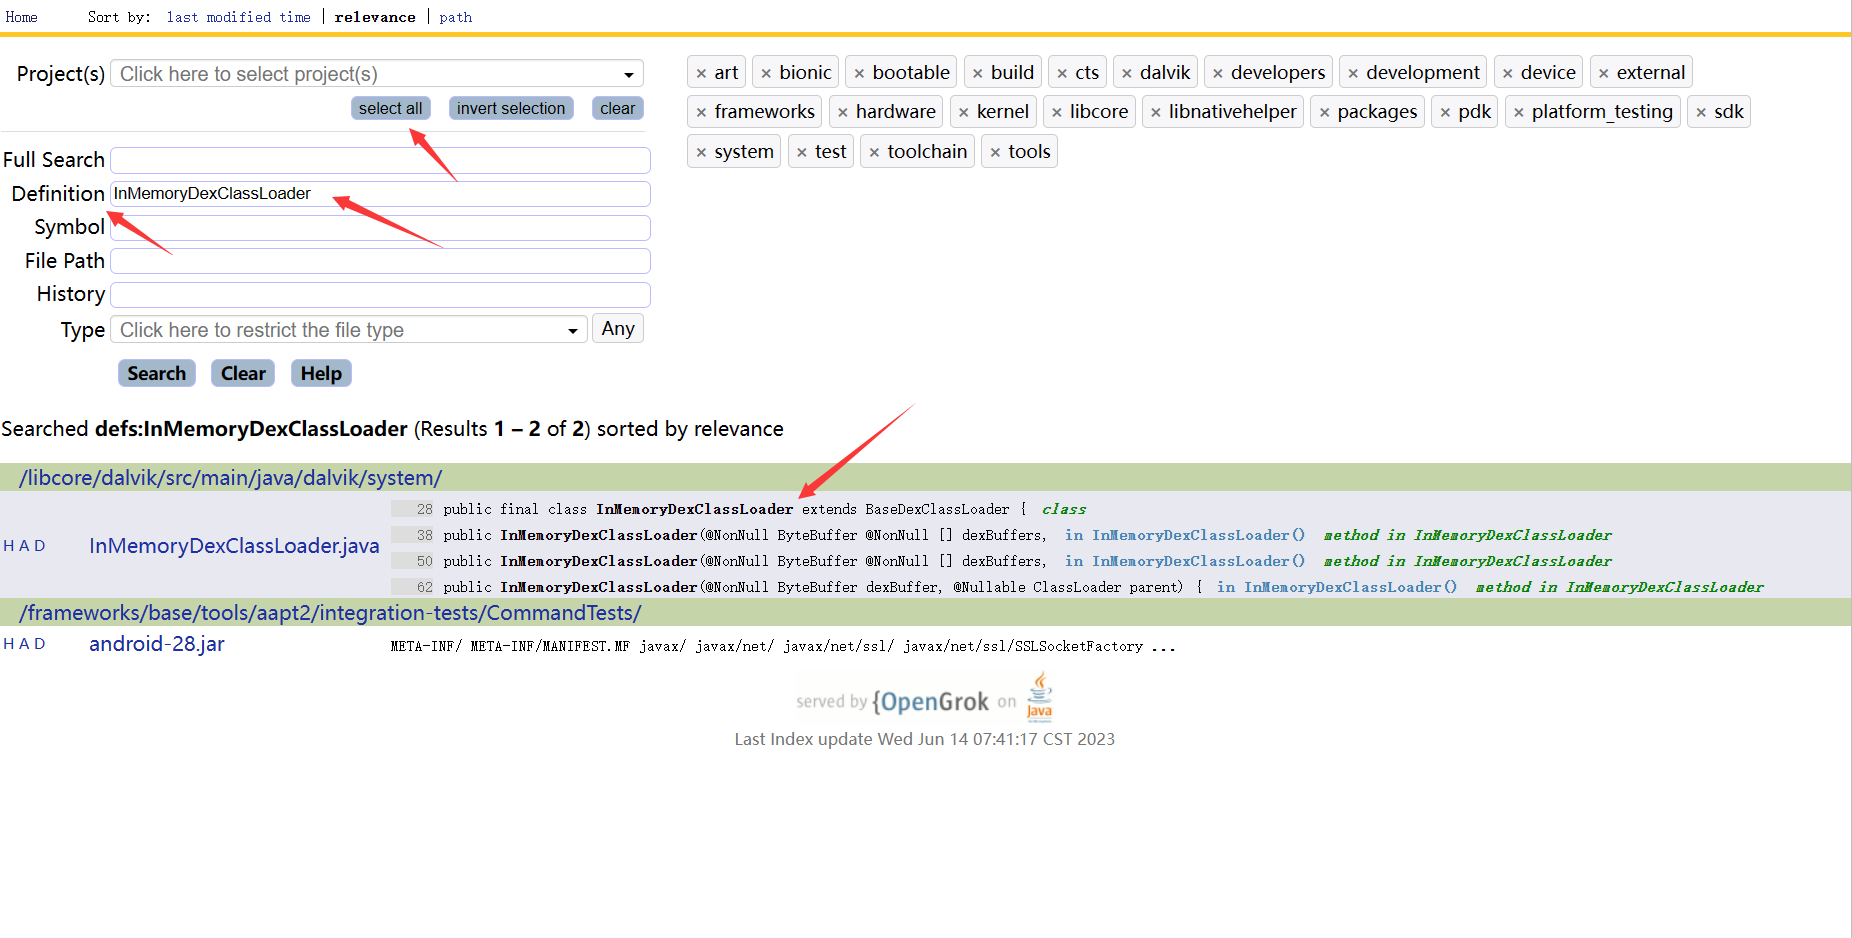 Home Sort by: last modified time | relevance | path
Project(s) Click here to select project(s)
select all invert selection clear
× art × bionic × bootable × build × cts × dalvik × developers × development × device × external
× frameworks × hardware × kernel × libcore × libnativehelper × packages × pdk × platform_testing × sdk
× system × test × toolchain × tools
Full Search
Definition InMemoryDexClassLoader
Symbol
File Path
History
Type Click here to restrict the file type Any
Search Clear Help
Searched defs:InMemoryDexClassLoader (Results 1 – 2 of 2) sorted by relevance
/libcore/dalvik/src/main/java/dalvik/system/
H A D InMemoryDexClassLoader.java
28 public final class InMemoryDexClassLoader extends BaseDexClassLoader { class
38 public InMemoryDexClassLoader(@NonNull ByteBuffer @NonNull [] dexBuffers, in InMemoryDexClassLoader() method in InMemoryDexClassLoader
50 public InMemoryDexClassLoader(@NonNull ByteBuffer @NonNull [] dexBuffers, in InMemoryDexClassLoader() method in InMemoryDexClassLoader
62 public InMemoryDexClassLoader(@NonNull ByteBuffer dexBuffer, @Nullable ClassLoader parent) { in InMemoryDexClassLoader() method in InMemoryDexClassLoader
/frameworks/base/tools/aapt2/integration-tests/CommandTests/
H A D android-28.jar META-INF/ META-INF/MANIFEST.MF javax/ javax/net/ javax/net/ssl/ javax/net/ssl/SSLSocketFactory ...
served by {OpenGrok on Java
Last Index update Wed Jun 14 07:41:17 CST 2023